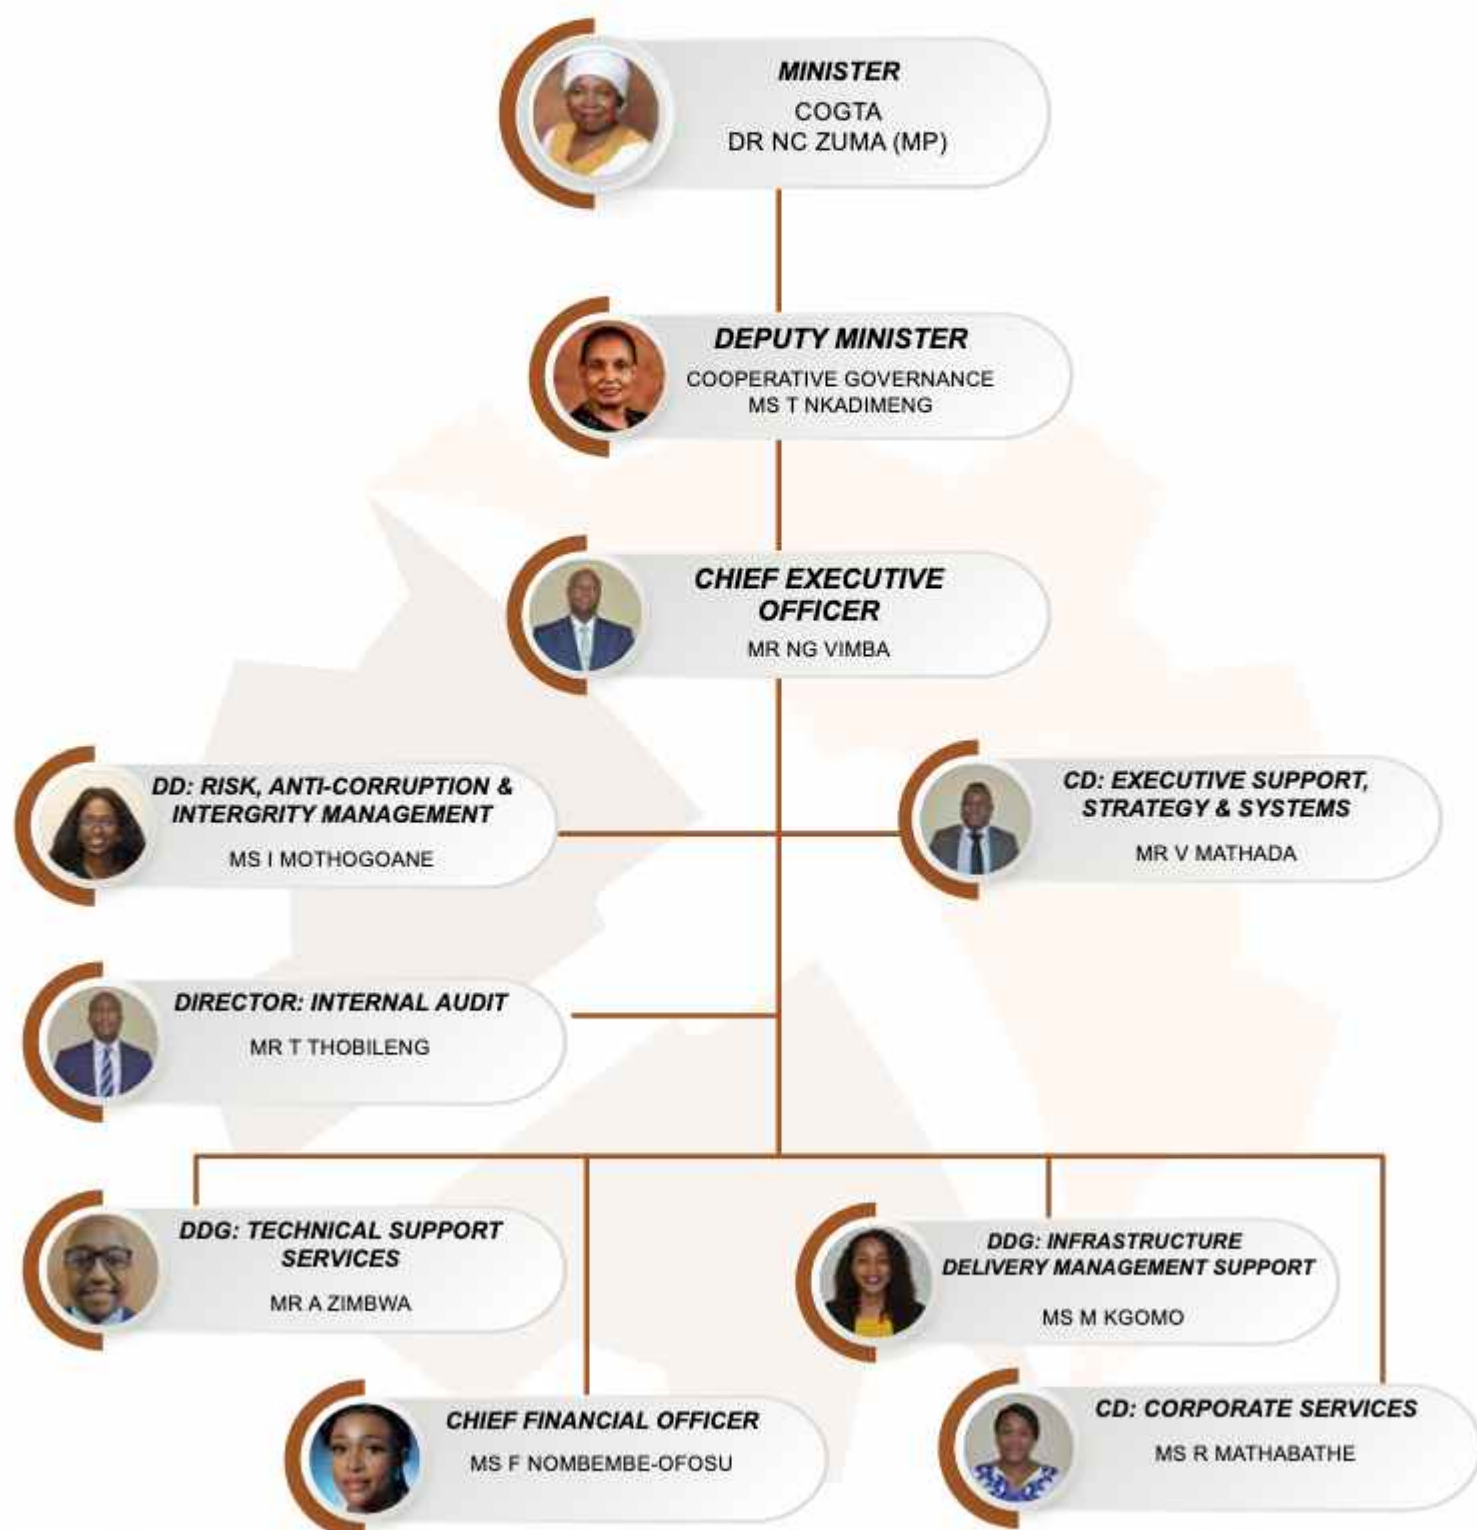 MINISTER
COGTA
DR NC ZUMA (MP)
DEPUTY MINISTER
COOPERATIVE GOVERNANCE
MS T NKADIMENG
CHIEF EXECUTIVE
OFFICER
MR NG VIMBA
DD: RISK, ANTI-CORRUPTION &
INTERGRITY MANAGEMENT
MS I MOTHOGOANE
CD: EXECUTIVE SUPPORT,
STRATEGY & SYSTEMS
MR V MATHADA
DIRECTOR: INTERNAL AUDIT
MR T THOBILENG
DDG: TECHNICAL SUPPORT
SERVICES
MR A ZIMBWA
DDG: INFRASTRUCTURE
DELIVERY MANAGEMENT SUPPORT
MS M KGOMO
CHIEF FINANCIAL OFFICER
MS F NOMBEMBE-OFOSU
CD: CORPORATE SERVICES
MS R MATHABATHE